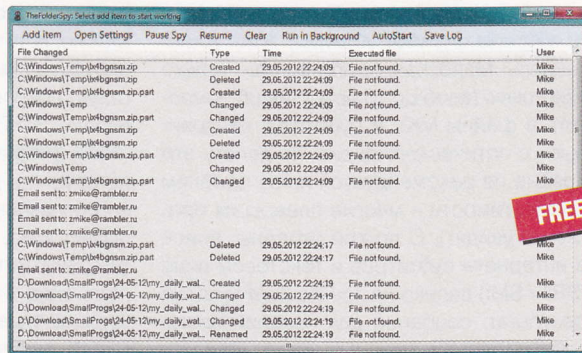 TheFolderSpy: Select add item to start working
Add item Open Settings Pause Spy Resume Clear Run in Background AutoStart Save Log
File Changed Type Time Executed file User
C:\Windows\Temp\lx4bgnsm.zip Created 29.05.2012 22:24:09 File not found. Mike
C:\Windows\Temp\lx4bgnsm.zip Deleted 29.05.2012 22:24:09 File not found. Mike
C:\Windows\Temp\lx4bgnsm.zip.part Created 29.05.2012 22:24:09 File not found. Mike
C:\Windows\Temp Changed 29.05.2012 22:24:09 File not found. Mike
C:\Windows\Temp\lx4bgnsm.zip.part Changed 29.05.2012 22:24:09 File not found. Mike
C:\Windows\Temp\lx4bgnsm.zip Created 29.05.2012 22:24:09 File not found. Mike
C:\Windows\Temp\lx4bgnsm.zip Deleted 29.05.2012 22:24:09 File not found. Mike
C:\Windows\Temp\lx4bgnsm.zip.part Created 29.05.2012 22:24:09 File not found. Mike
C:\Windows\Temp Changed 29.05.2012 22:24:09 File not found. Mike
C:\Windows\Temp\lx4bgnsm.zip.part Changed 29.05.2012 22:24:09 File not found. Mike
Email sent to: zmike@rambler.ru
Email sent to: zmike@rambler.ru
Email sent to: zmike@rambler.ru
FREE
Email sent to: zmike@rambler.ru
Email sent to: zmike@rambler.ru
C:\Windows\Temp\lx4bgnsm.zip.part Deleted 29.05.2012 22:24:17 File not found. Mike
C:\Windows\Temp\lx4bgnsm.zip.part Deleted 29.05.2012 22:24:17 File not found. Mike
Email sent to: zmike@rambler.ru
D:\Download\SmallProgs\24-05-12\my_daily_wal... Created 29.05.2012 22:24:19 File not found. Mike
D:\Download\SmallProgs\24-05-12\my_daily_wal... Changed 29.05.2012 22:24:19 File not found. Mike
D:\Download\SmallProgs\24-05-12\my_daily_wal... Changed 29.05.2012 22:24:19 File not found. Mike
D:\Download\SmallProgs\24-05-12\my_daily_wal... Changed 29.05.2012 22:24:19 File not found. Mike
D:\Download\SmallProgs\24-05-12\my_daily_wal... Renamed 29.05.2012 22:24:19 File not found. Mike